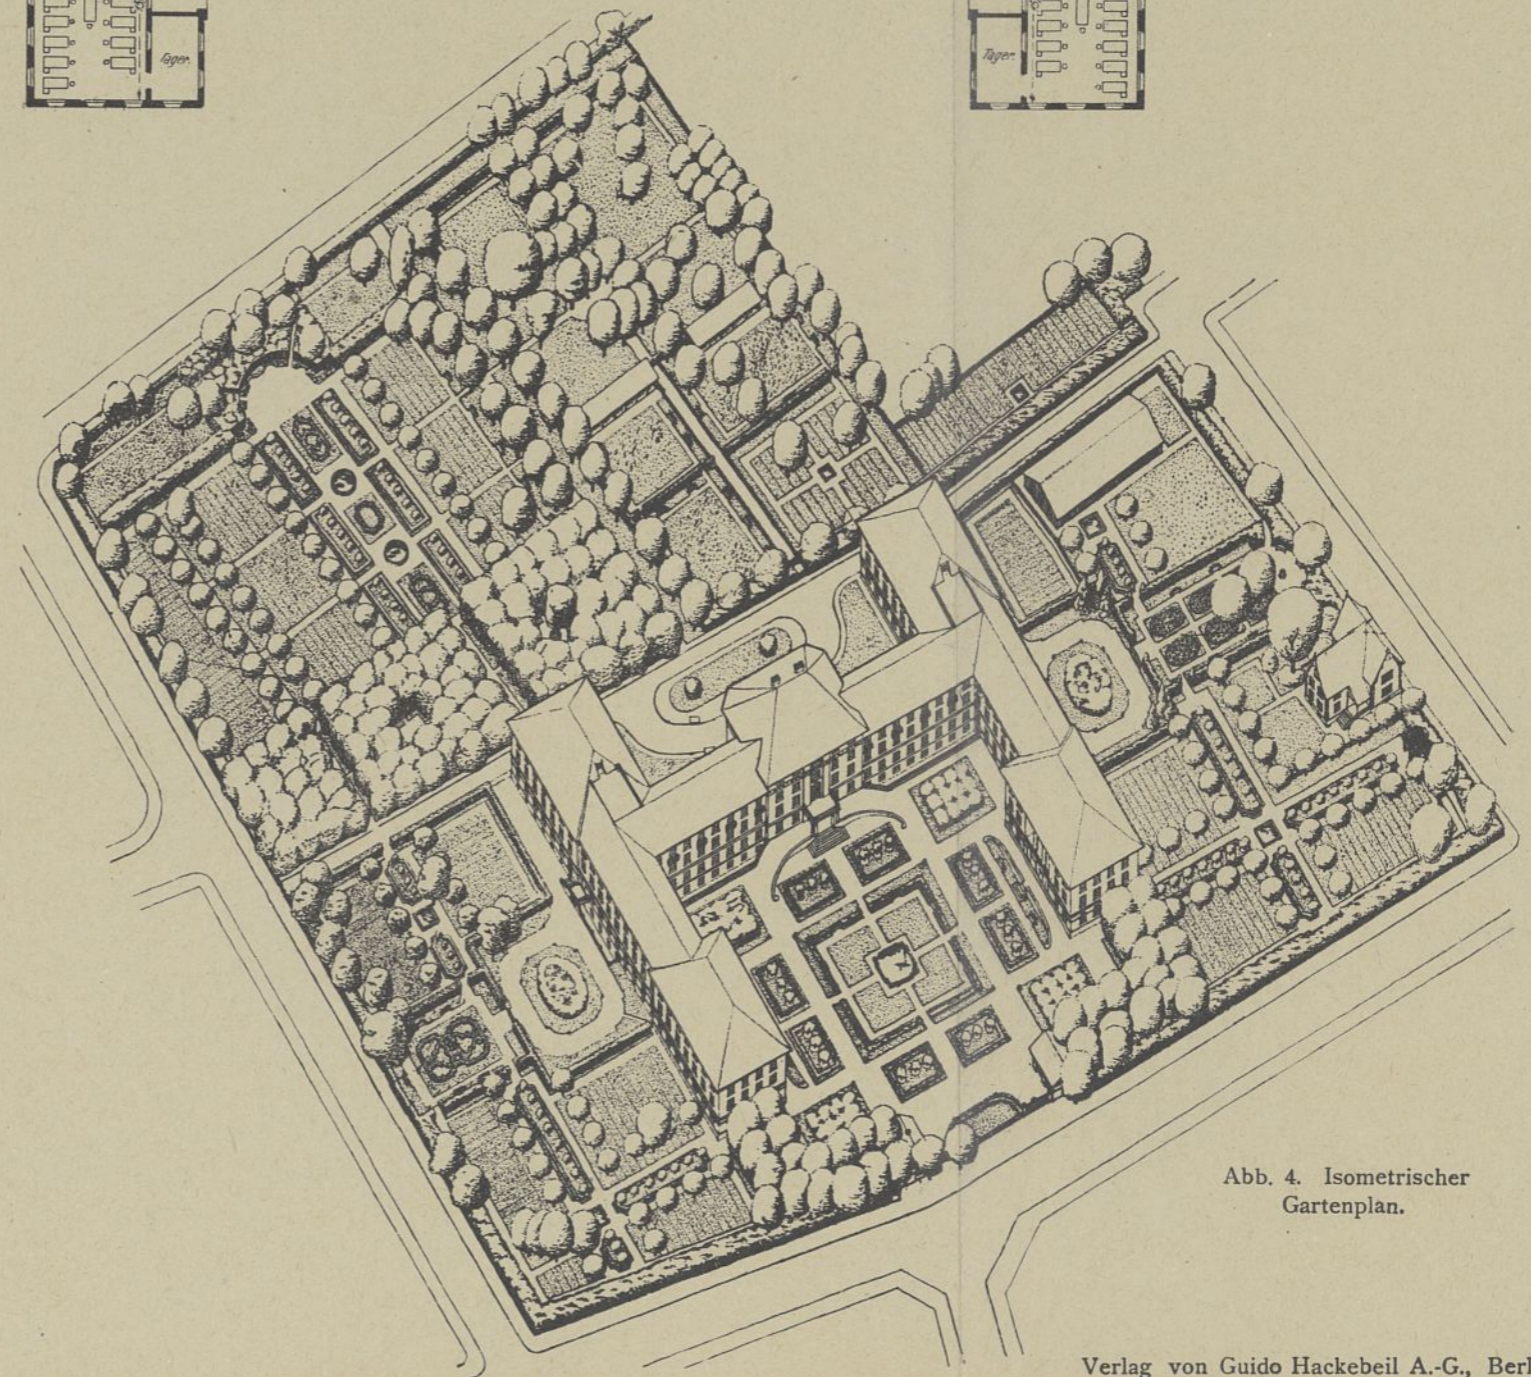 Tager.
Tager.
Abb. 4. Isometrischer
Gartenplan.
Verlag von Guido Hackebeil A.-G., Berl